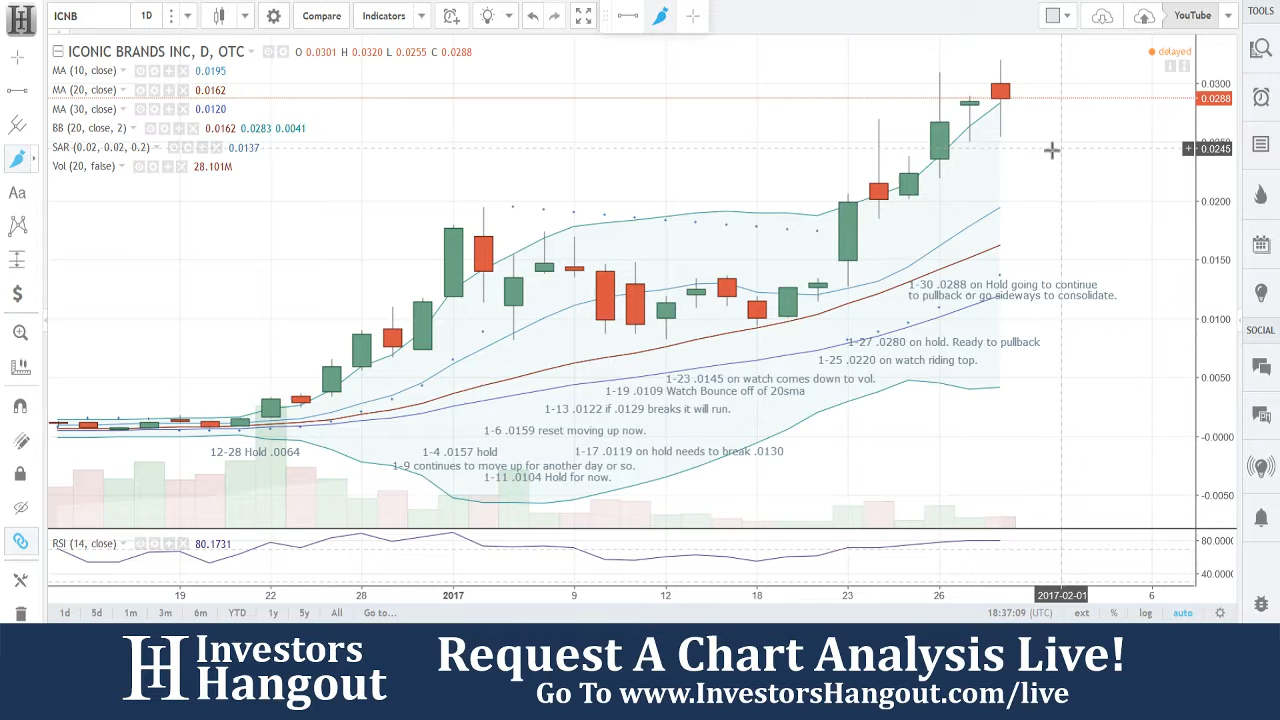 ICNB
1D
Compare
Indicators
YouTube
TOOLS
ICONIC BRANDS INC, D, OTC
O 0.0301 H 0.0320 L 0.0255 C 0.0288
delayed
MA (10, close) 0.0195
MA (20, close) 0.0162
MA (30, close) 0.0120
BB (20, close, 2) 0.0162 0.0283 0.0041
SAR (0.02, 0.02, 0.2) 0.0137
Vol (20, false) 28.101M
0.0300
0.0288
0.0245
0.0200
0.0150
0.0100
0.0050
-0.0000
-0.0050
1-30 .0288 on Hold going to continue
to pullback or go sideways to consolidate.
1-27 .0280 on hold. Ready to pullback
1-25 .0220 on watch riding top.
1-23 .0145 on watch comes down to vol.
1-19 .0109 Watch Bounce off of 20sma
1-13 .0122 if .0129 breaks it will run.
1-6 .0159 reset moving up now.
12-28 Hold .0064
1-4 .0157 hold
1-17 .0119 on hold needs to break .0130
1-9 continues to move up for another day or so.
1-11 .0104 Hold for now.
SOCIAL
Aa
RSI (14, close) 80.1731
80.0000
40.0000
19 22 28 2017 9 12 18 23 26 2017-02-01 6
1d 5d 1m 3m 6m YTD 1y 5y All Go to...
18:37:09 (UTC) ext % log auto
Investors
Hangout
Request A Chart Analysis Live!
Go To www.InvestorsHangout.com/live